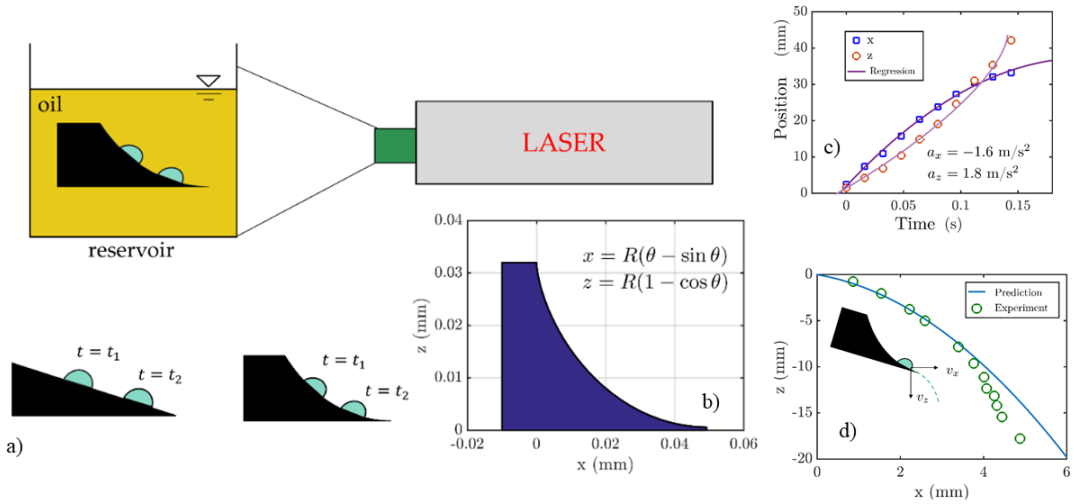 oil
LASER
reservoir
t = t₁
t = t₂
t = t₁
t = t₂
a)
0.04
0.03
0.02
0.01
0
z (mm)
x = R(θ − sin θ)
z = R(1 − cos θ)
b)
-0.02
0
0.02
0.04
0.06
x (mm)
50
40
30
20
10
0
Position (mm)
x
z
Regression
c)
aₓ = −1.6 m/s²
a_z = 1.8 m/s²
0
0.05
0.1
0.15
Time (s)
0
-5
-10
-15
-20
z (mm)
Prediction
Experiment
vₓ
v_z
d)
0
2
4
6
x (mm)